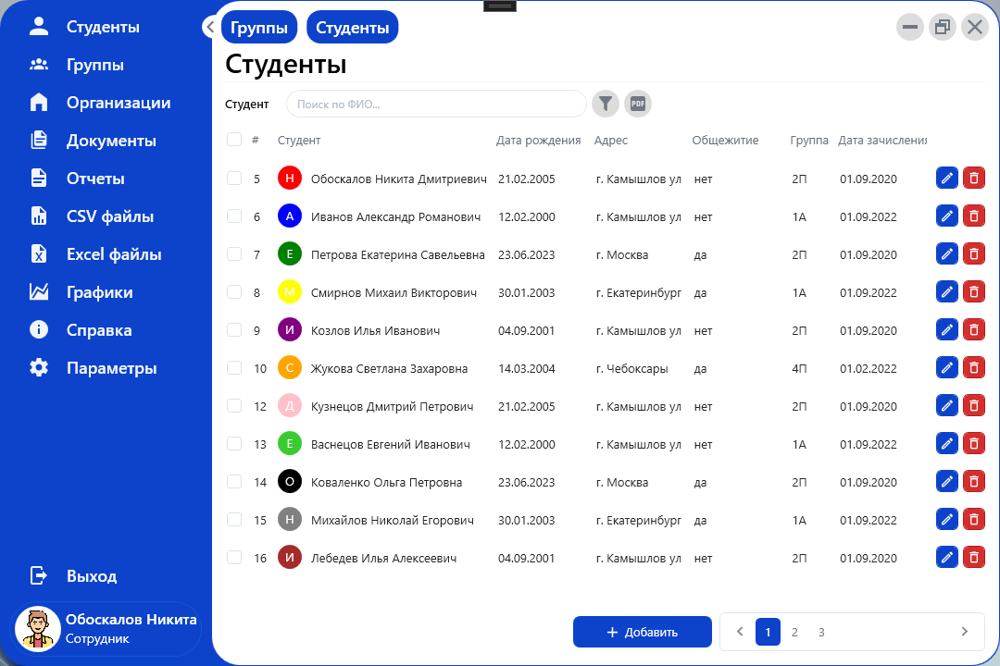 Студенты
Группы
Организации
Документы
Отчеты
CSV файлы
Excel файлы
Графики
Справка
Параметры
Выход
Обоскалов Никита
Сотрудник
Группы Студенты
Студенты
Студент Поиск по ФИО... PDF
# Студент Дата рождения Адрес Общежитие Группа Дата зачисления
5 Н Обоскалов Никита Дмитриевич 21.02.2005 г. Камышлов ул нет 2П 01.09.2020
6 А Иванов Александр Романович 12.02.2000 г. Камышлов ул нет 1А 01.09.2022
7 Е Петрова Екатерина Савельевна 23.06.2023 г. Москва да 2П 01.09.2020
8 М Смирнов Михаил Викторович 30.01.2003 г. Екатеринбург да 1А 01.09.2022
9 И Козлов Илья Иванович 04.09.2001 г. Камышлов ул нет 2П 01.09.2020
10 С Жукова Светлана Захаровна 14.03.2004 г. Чебоксары да 4П 01.02.2022
12 Д Кузнецов Дмитрий Петрович 21.02.2005 г. Камышлов ул нет 2П 01.09.2020
13 Е Васнецов Евгений Иванович 12.02.2000 г. Камышлов ул нет 1А 01.09.2022
14 О Коваленко Ольга Петровна 23.06.2023 г. Москва да 2П 01.09.2020
15 Н Михайлов Николай Егорович 30.01.2003 г. Екатеринбург да 1А 01.09.2022
16 И Лебедев Илья Алексеевич 04.09.2001 г. Камышлов ул нет 2П 01.09.2020
+ Добавить 1 2 3